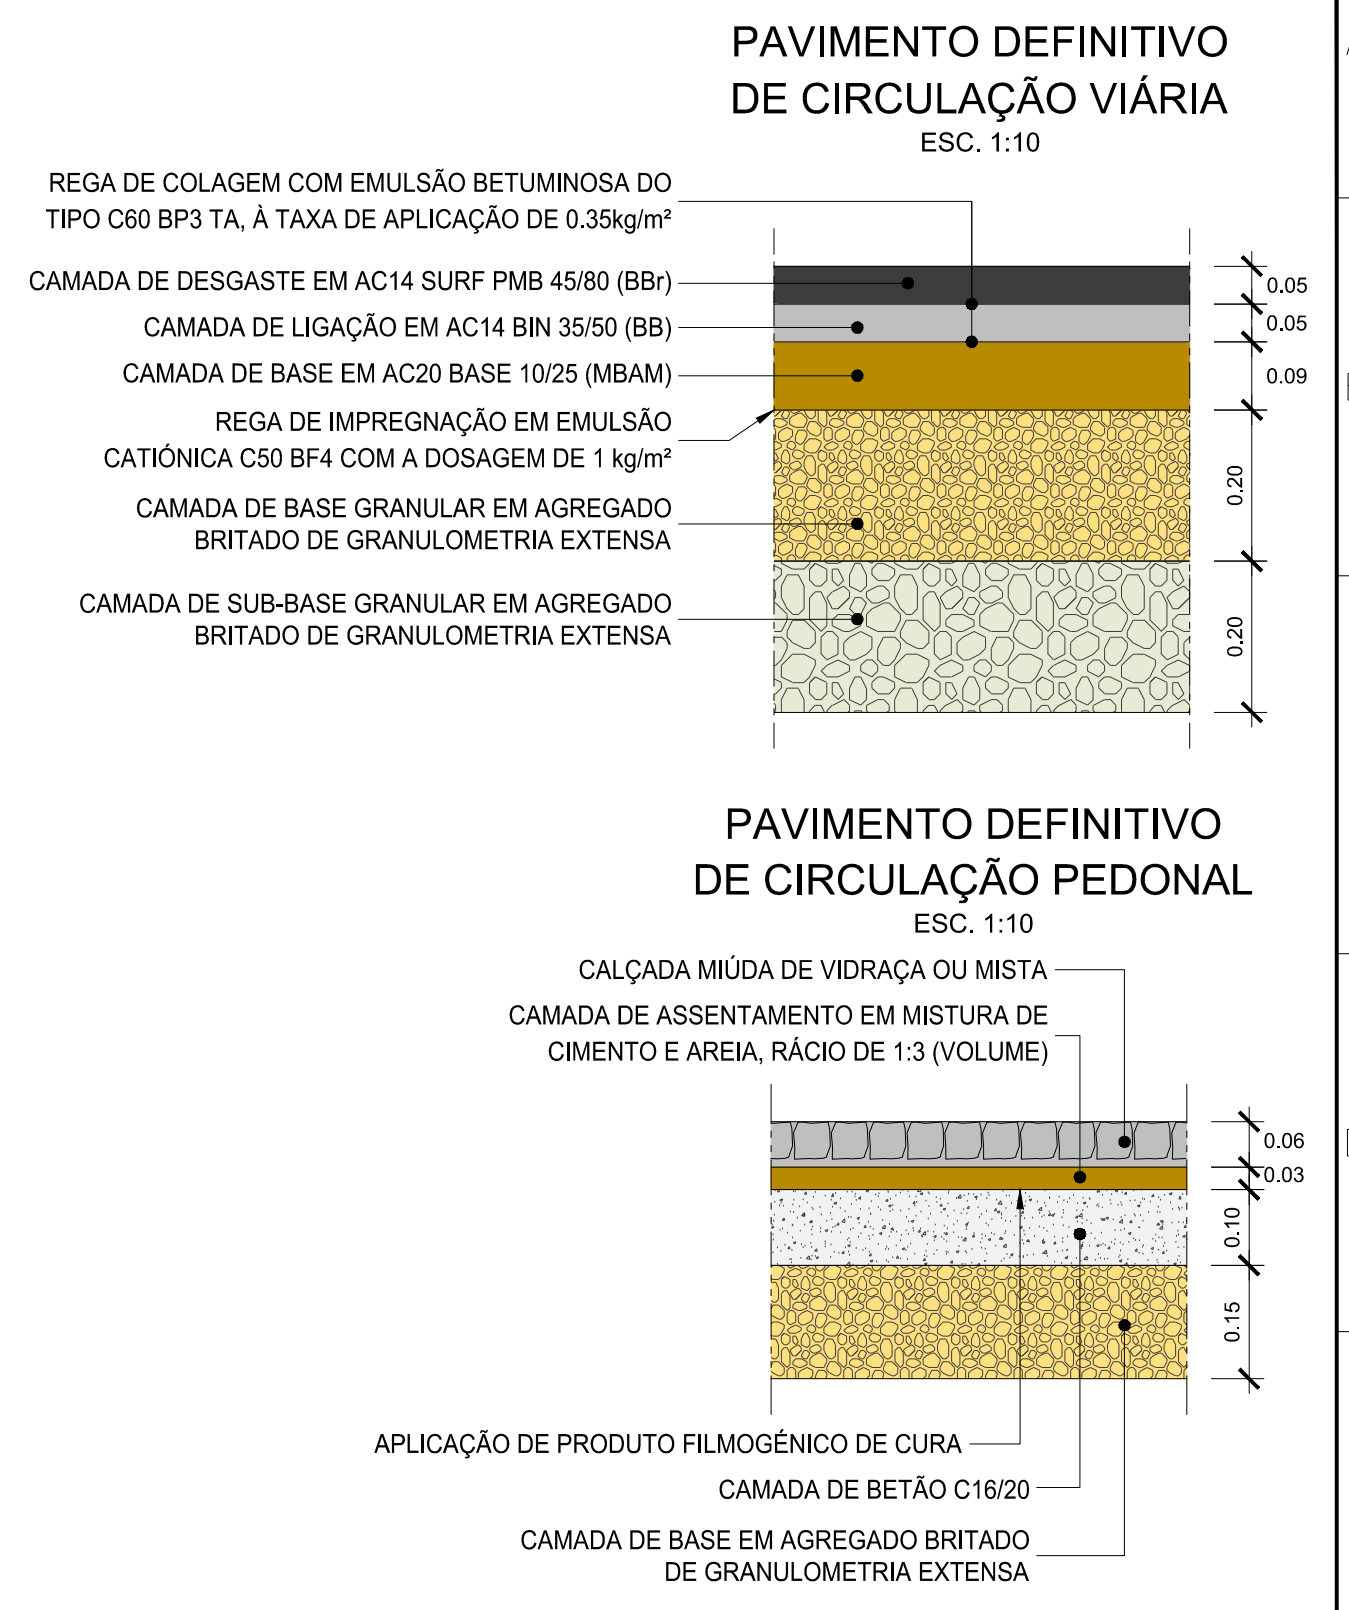 PAVIMENTO DEFINITIVO
DE CIRCULAÇÃO VIÁRIA
ESC. 1:10
REGA DE COLAGEM COM EMULSÃO BETUMINOSA DO
TIPO C60 BP3 TA, À TAXA DE APLICAÇÃO DE 0.35kg/m²
CAMADA DE DESGASTE EM AC14 SURF PMB 45/80 (BBr)
0.05
CAMADA DE LIGAÇÃO EM AC14 BIN 35/50 (BB)
0.05
CAMADA DE BASE EM AC20 BASE 10/25 (MBAM)
0.09
REGA DE IMPREGNAÇÃO EM EMULSÃO
CATIÓNICA C50 BF4 COM A DOSAGEM DE 1 kg/m²
CAMADA DE BASE GRANULAR EM AGREGADO
BRITADO DE GRANULOMETRIA EXTENSA
0.20
CAMADA DE SUB-BASE GRANULAR EM AGREGADO
BRITADO DE GRANULOMETRIA EXTENSA
0.20
PAVIMENTO DEFINITIVO
DE CIRCULAÇÃO PEDONAL
ESC. 1:10
CALÇADA MIÚDA DE VIDRAÇA OU MISTA
CAMADA DE ASSENTAMENTO EM MISTURA DE
CIMENTO E AREIA, RÁCIO DE 1:3 (VOLUME)
0.06
0.03
0.10
0.15
APLICAÇÃO DE PRODUTO FILMOGÉNICO DE CURA
CAMADA DE BETÃO C16/20
CAMADA DE BASE EM AGREGADO BRITADO
DE GRANULOMETRIA EXTENSA